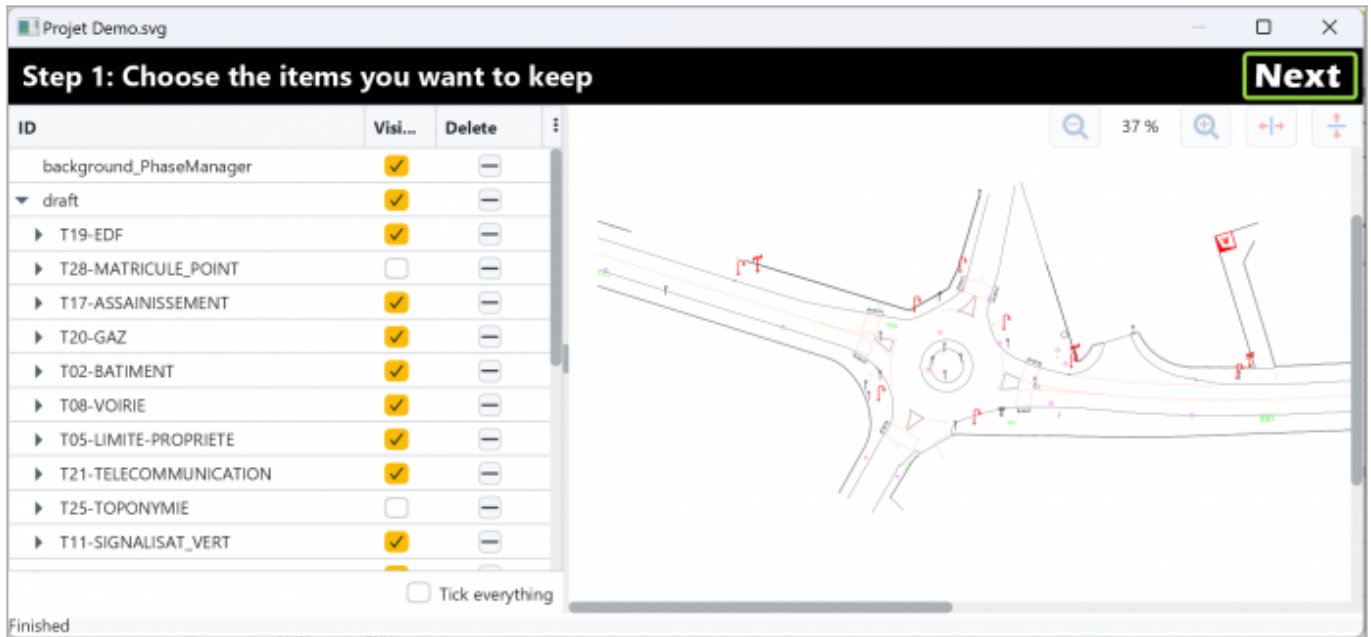 Projet Demo.svg
Step 1: Choose the items you want to keep
Next
ID Visi... Delete
37 %
background_PhaseManager
draft
T19-EDF
T28-MATRICULE_POINT
T17-ASSAINISSEMENT
T20-GAZ
T02-BATIMENT
T08-VOIRIE
T05-LIMITE-PROPRIETE
T21-TELECOMMUNICATION
T25-TOPONYMIE
T11-SIGNALISAT_VERT
Tick everything
Finished